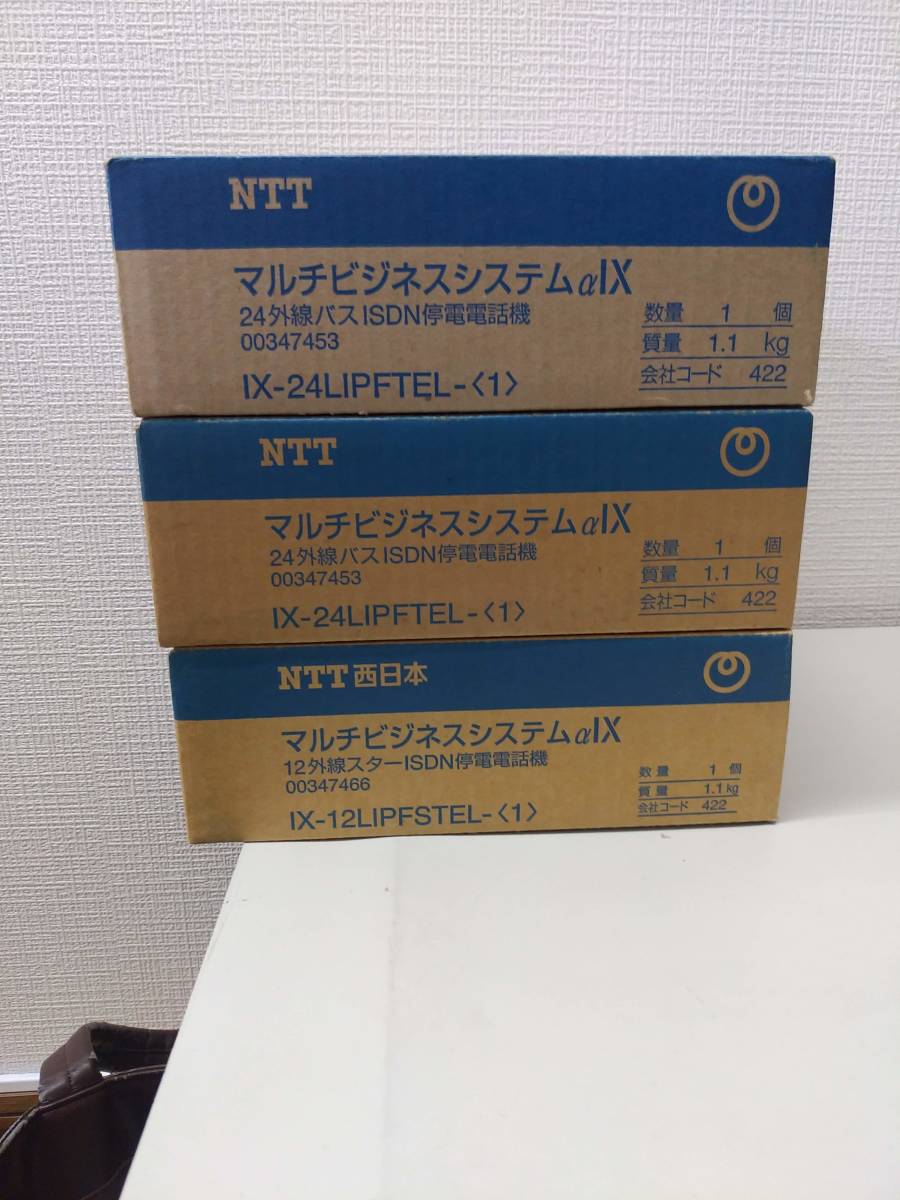 NTT
マルチビジネスシステムαIX
24外線バスISDN停電電話機
00347453
IX-24LIPFTEL-〈1〉
数量 1 個
質量 1.1 kg
会社コード 422
NTT
マルチビジネスシステムαIX
24外線バスISDN停電電話機
00347453
IX-24LIPFTEL-〈1〉
数量 1 個
質量 1.1 kg
会社コード 422
NTT西日本
マルチビジネスシステムαIX
12外線スターISDN停電電話機
00347466
IX-12LIPFSTEL-〈1〉
数量 1 個
質量 1.1kg
会社コード 422